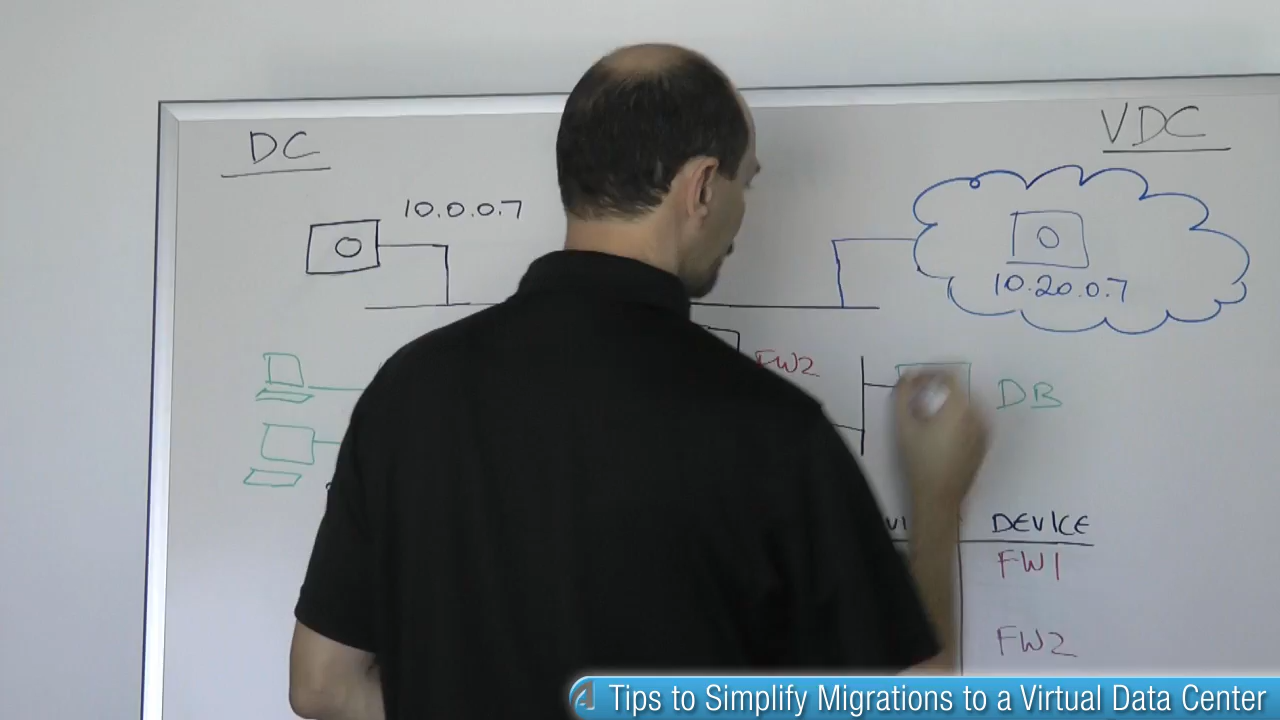 DC
VDC
10.0.0.7
10.20.0.7
FW2
DB
DEVICE
FW1
FW2
Tips to Simplify Migrations to a Virtual Data Center